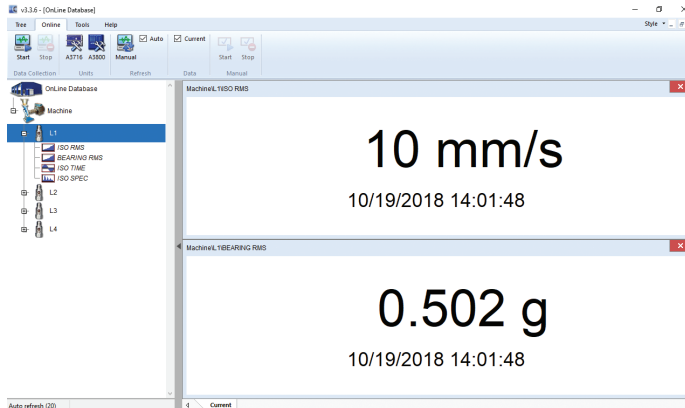 v3.3.6 - [OnLine Database]
Tree Online Tools Help Style
Auto Current
Start Stop A3716 A3800 Manual Start Stop
Data Collection Units Refresh Data Manual
OnLine Database
Machine
L1
ISO RMS
BEARING RMS
ISO TIME
ISO SPEC
L2
L3
L4
Machine\L1\ISO RMS
10 mm/s
10/19/2018 14:01:48
Machine\L1\BEARING RMS
0.502 g
10/19/2018 14:01:48
Auto refresh (20) Current